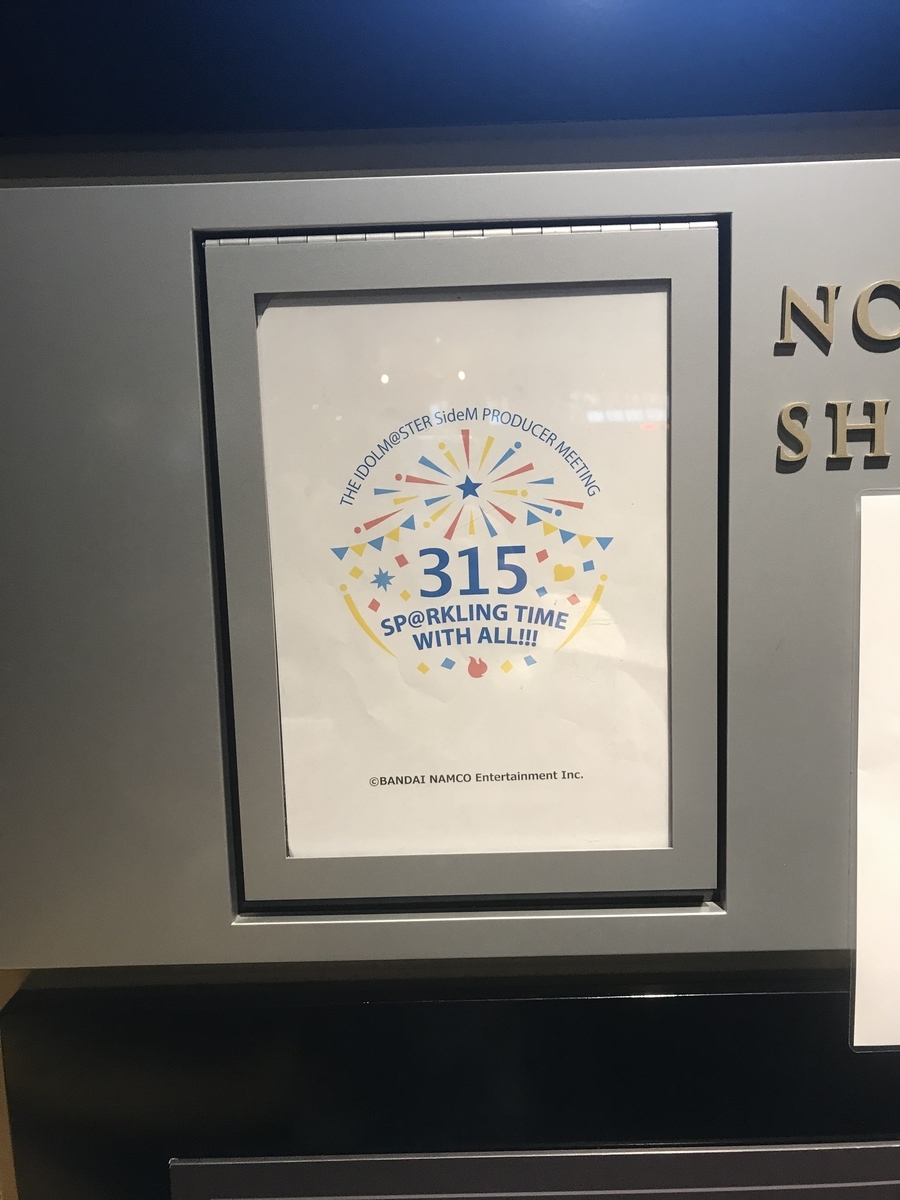 THE IDOLM@STER SideM PRODUCER MEETING
315
SP@RKLING TIME
WITH ALL!!!
©BANDAI NAMCO Entertainment Inc.
NO
SH